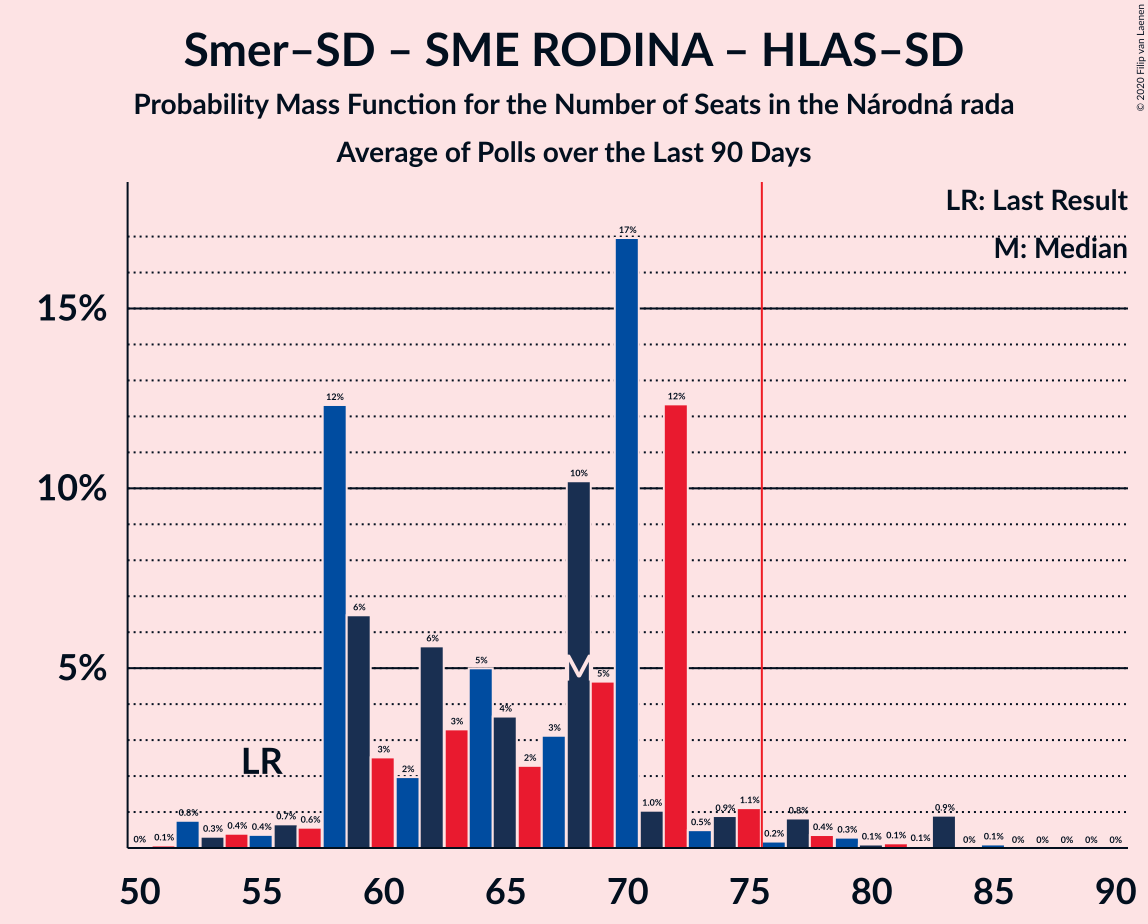 Smer–SD – SME RODINA – HLAS–SD
Probability Mass Function for the Number of Seats in the Národná rada
Average of Polls over the Last 90 Days
© 2020 Filip van Laenen
LR: Last Result
M: Median
15%
10%
5%
LR
M
0% 0.1% 0.8% 0.3% 0.4% 0.4% 0.7% 0.6% 12% 6% 3% 2% 6% 3% 5% 4% 2% 3% 10% 5% 17% 1.0% 12% 0.5% 0.9% 1.1% 0.2% 0.8% 0.4% 0.3% 0.1% 0.1% 0.1% 0.9% 0% 0.1% 0% 0% 0% 0% 0%
50 55 60 65 70 75 80 85 90